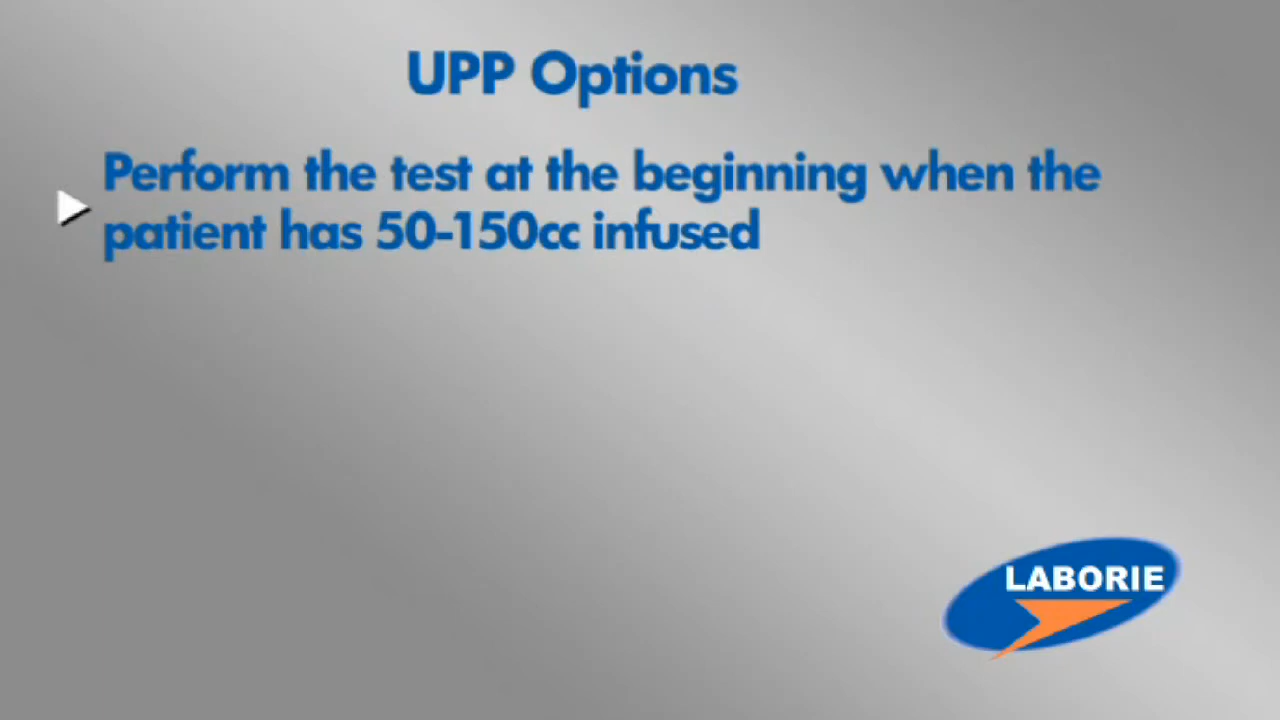 UPP Options
Perform the test at the beginning when the
patient has 50-150cc infused
LABORIE